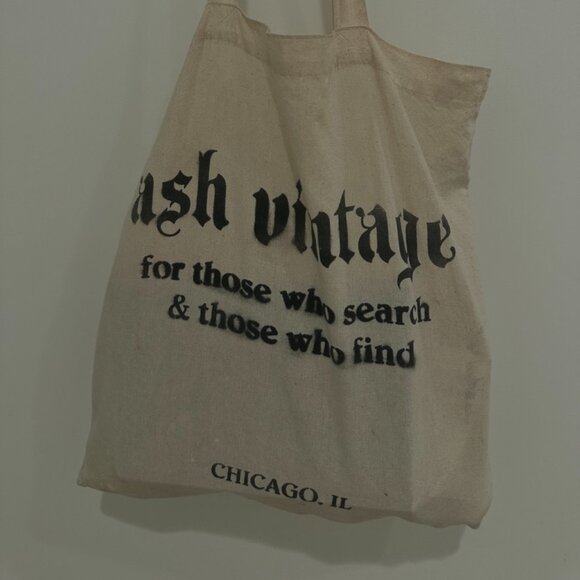 ash vintage
for those who search
& those who find
CHICAGO, IL